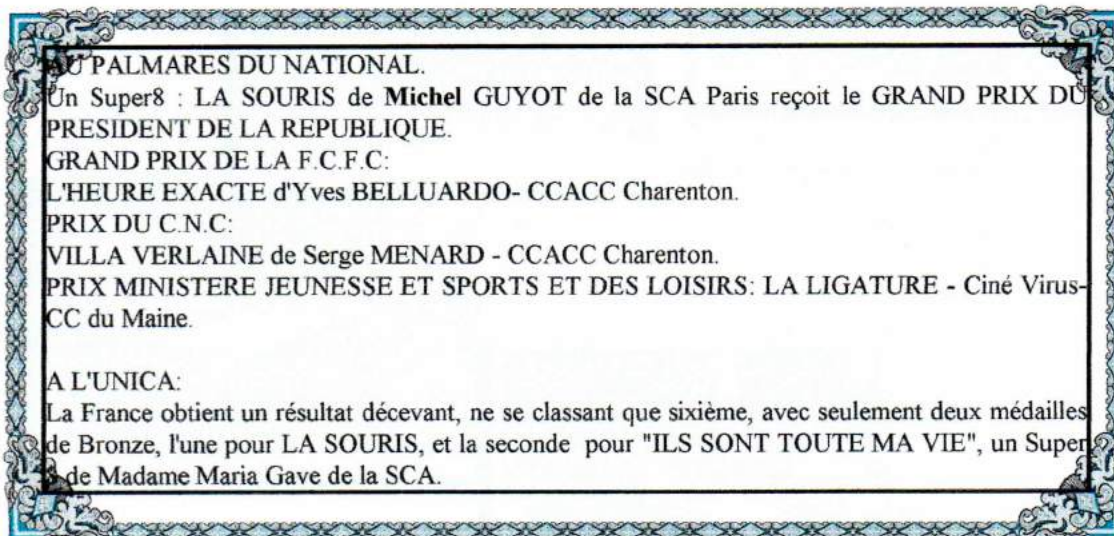 AU PALMARES DU NATIONAL.
Un Super8 : LA SOURIS de Michel GUYOT de la SCA Paris reçoit le GRAND PRIX DU
PRESIDENT DE LA REPUBLIQUE.
GRAND PRIX DE LA F.C.F.C:
L'HEURE EXACTE d'Yves BELLUARDO- CCACC Charenton.
PRIX DU C.N.C:
VILLA VERLAINE de Serge MENARD - CCACC Charenton.
PRIX MINISTERE JEUNESSE ET SPORTS ET DES LOISIRS: LA LIGATURE - Ciné Virus-
CC du Maine.
A L'UNICA:
La France obtient un résultat décevant, ne se classant que sixième, avec seulement deux médailles
de Bronze, l'une pour LA SOURIS, et la seconde pour "ILS SONT TOUTE MA VIE", un Super
8 de Madame Maria Gave de la SCA.